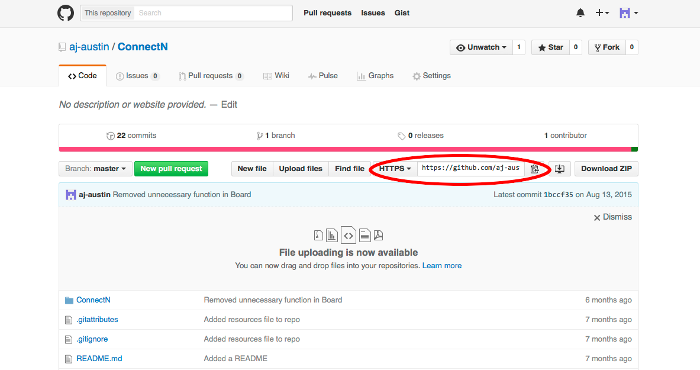 This repository Search Pull requests Issues Gist
aj-austin / ConnectN Unwatch 1 Star 0 Fork 0
Code Issues 0 Pull requests 0 Wiki Pulse Graphs Settings
No description or website provided. — Edit
22 commits 1 branch 0 releases 1 contributor
Branch: master New pull request New file Upload files Find file HTTPS https://github.com/aj-aus Download ZIP
aj-austin Removed unnecessary function in Board Latest commit 1bccf35 on Aug 13, 2015
Dismiss
File uploading is now available
You can now drag and drop files into your repositories. Learn more
ConnectN Removed unnecessary function in Board 6 months ago
.gitattributes Added resources file to repo 7 months ago
.gitignore Added resources file to repo 7 months ago
README.md Added a README 7 months ago